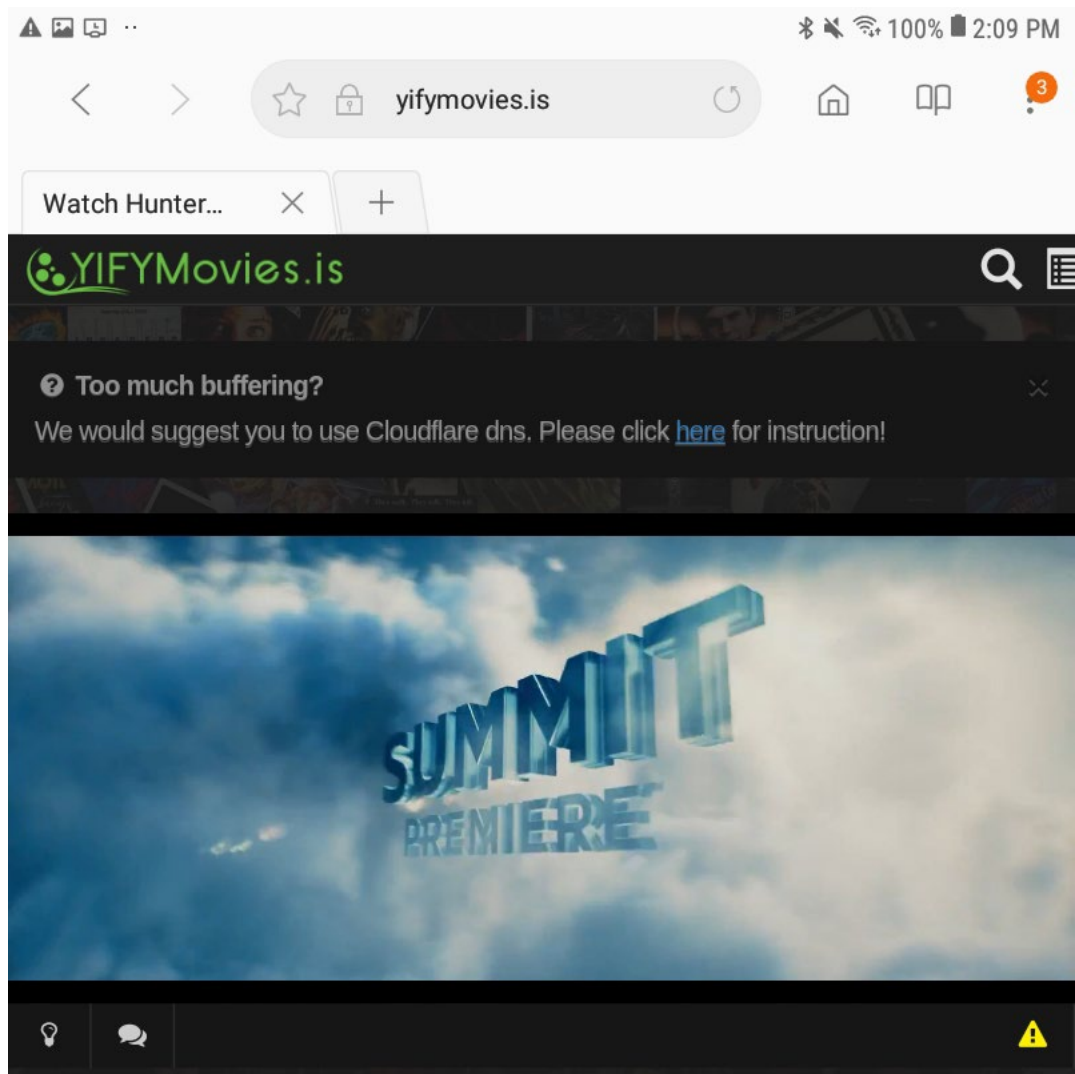 100% 2:09 PM
yifymovies.is
3
Watch Hunter...
YIFYMovies.is
Too much buffering?
We would suggest you to use Cloudflare dns. Please click here for instruction!
SUMMIT
PREMIERE